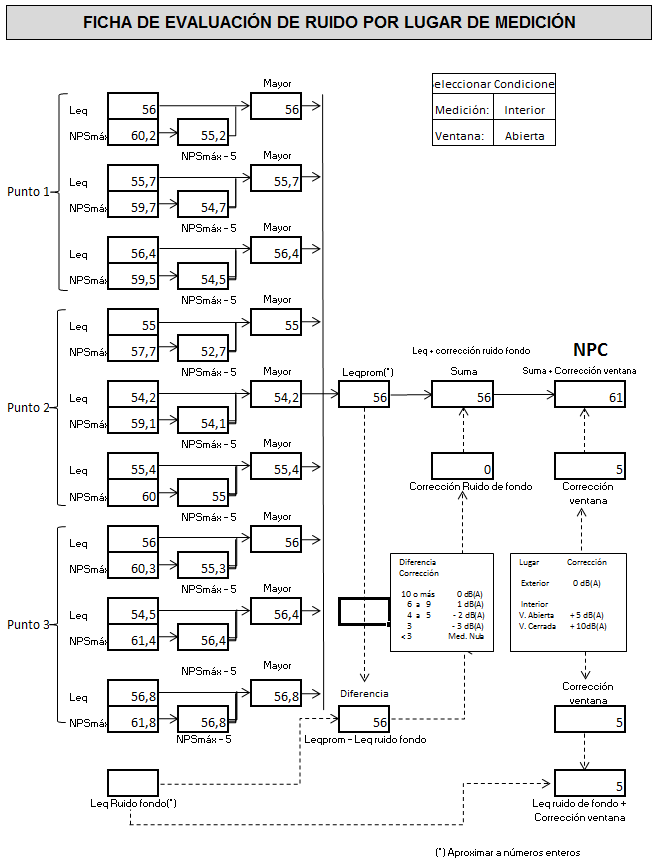 FICHA DE EVALUACIÓN DE RUIDO POR LUGAR DE MEDICIÓN
eleccionar Condicione
Medición: Interior
Ventana: Abierta
Punto 1
Mayor
Leq 56 56
NPSmáx 60,2 55,2
NPSmáx - 5 Mayor
Leq 55,7 55,7
NPSmáx 59,7 54,7
NPSmáx - 5 Mayor
Leq 56,4 56,4
NPSmáx 59,5 54,5
NPSmáx - 5 Mayor
Punto 2
Leq 55 55
NPSmáx 57,7 52,7
NPSmáx - 5 Mayor
Leq 54,2 54,2
NPSmáx 59,1 54,1
NPSmáx - 5 Mayor
Leq 55,4 55,4
NPSmáx 60 55
NPSmáx - 5 Mayor
Punto 3
Leq 56 56
NPSmáx 60,3 55,3
NPSmáx - 5 Mayor
Leq 54,5 56,4
NPSmáx 61,4 56,4
NPSmáx - 5 Mayor
Leq 56,8 56,8
NPSmáx 61,8 56,8
NPSmáx - 5
Leq Ruido fondo(*)
Leqprom(*)
56
Leq + corrección ruido fondo
Suma
56
NPC
Suma + Corrección ventana
61
0
Corrección Ruido de fondo
5
Corrección
ventana
Diferencia
Corrección
10 o más 0 dB(A)
6 a 9 1 dB(A)
4 a 5 - 2 dB(A)
3 - 3 dB(A)
< 3 Med. Nula
Lugar Corrección
Exterior 0 dB(A)
Interior
V. Abierta + 5 dB(A)
V. Cerrada + 10dB(A)
Diferencia
56
Leqprom - Leq ruido fondo
Corrección
ventana
5
5
Leq ruido de fondo +
Corrección ventana
(*) Aproximar a números enteros